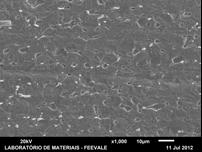 20kV x1,000 10µm
LABORATÓRIO DE MATERIAIS - FEEVALE 11 Jul 2012